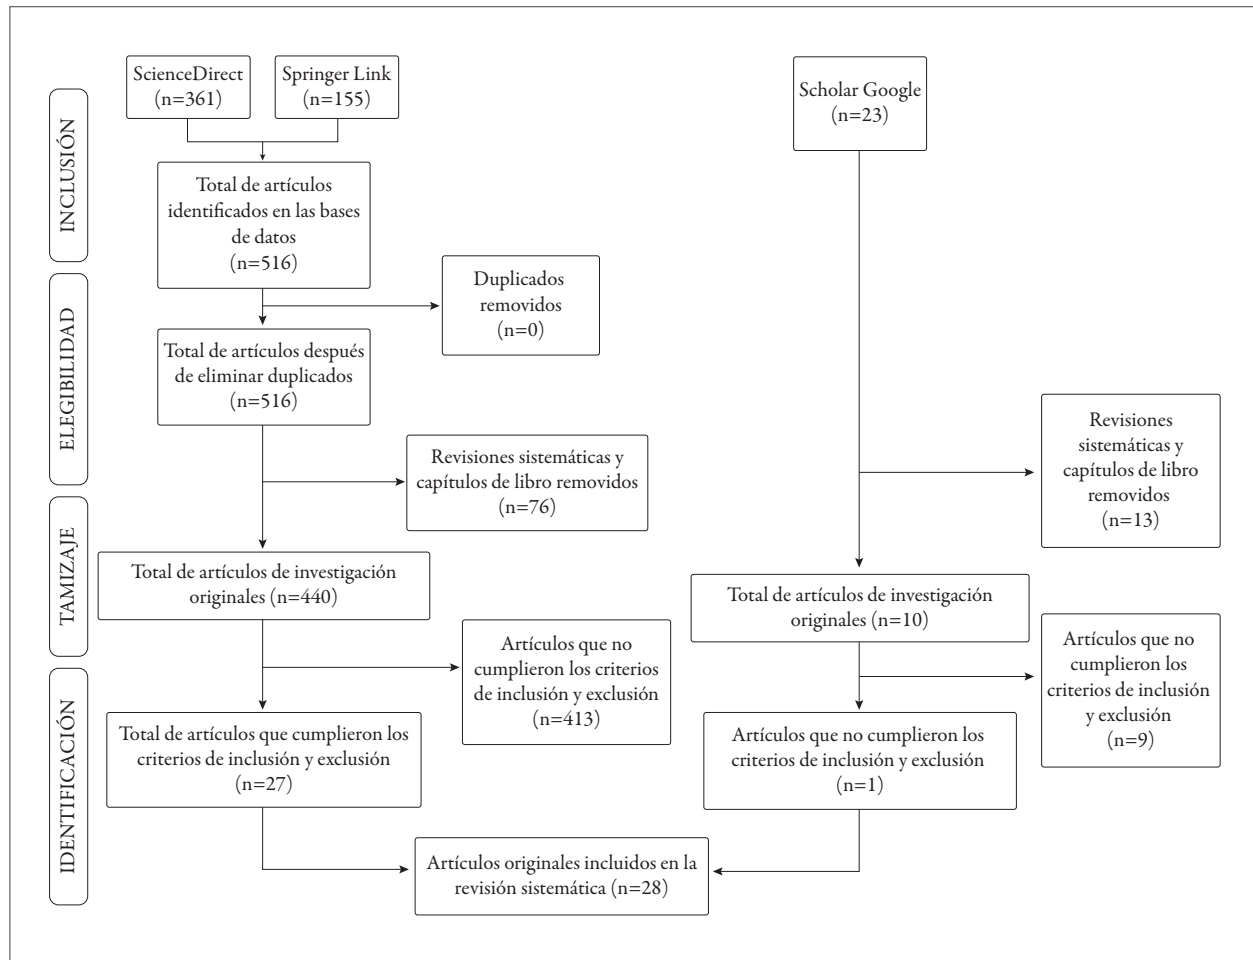 ScienceDirect
(n=361)
Springer Link
(n=155)
Scholar Google
(n=23)
INCLUSIÓN
Total de artículos
identificados en las bases
de datos
(n=516)
Duplicados
removidos
(n=0)
ELEGIBILIDAD
Total de artículos después
de eliminar duplicados
(n=516)
Revisiones sistemáticas y
capítulos de libro removidos
(n=76)
Revisiones
sistemáticas y
capítulos de libro
removidos
(n=13)
TAMIZAJE
Total de artículos de investigación
originales (n=440)
Total de artículos de investigación
originales (n=10)
Artículos que no
cumplieron los criterios
de inclusión y exclusión
(n=413)
Artículos que no
cumplieron los
criterios de inclusión
y exclusión
(n=9)
IDENTIFICACIÓN
Total de artículos que cumplieron los
criterios de inclusión y exclusión
(n=27)
Artículos que no cumplieron los
criterios de inclusión y exclusión
(n=1)
Artículos originales incluidos en la
revisión sistemática (n=28)